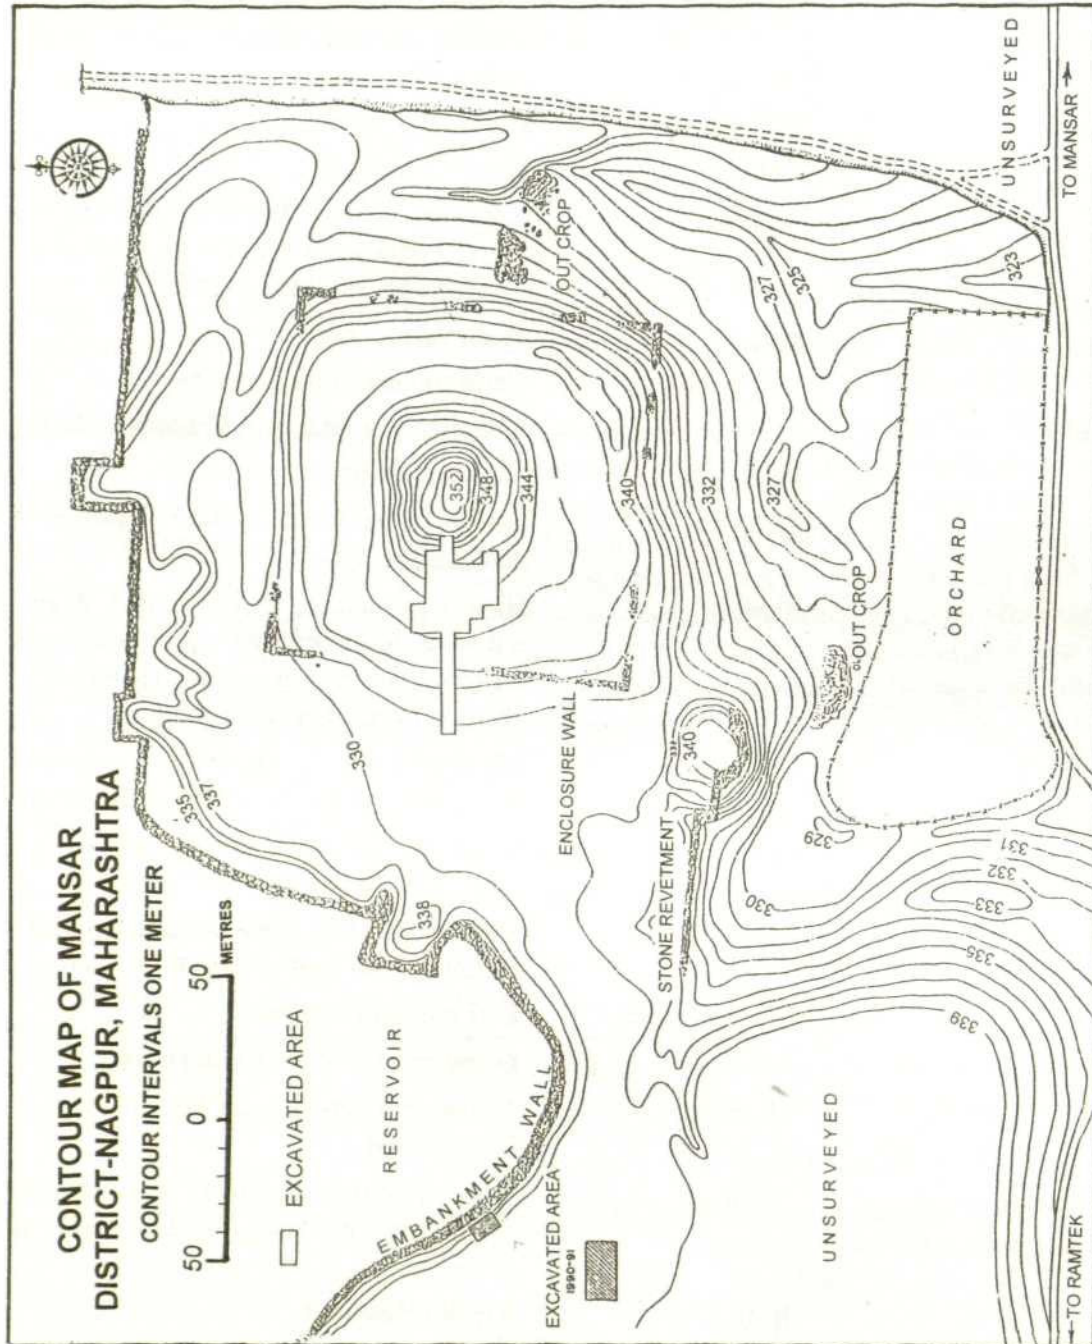 CONTOUR MAP OF MANSAR
DISTRICT-NAGPUR, MAHARASHTRA
CONTOUR INTERVALS ONE METER
50 0 50
METRES
EXCAVATED AREA
RESERVOIR
EMBANKMENT WALL
EXCAVATED AREA
1990-91
UNSURVEYED
← TO RAMTEK
335
337
338
330
352
348
344
340
332
327
327
325
323
340
ENCLOSURE WALL
STONE REVETMENT
OUT CROP
OUT CROP
ORCHARD
329
330
331
332
333
335
339
UNSURVEYED
TO MANSAR →